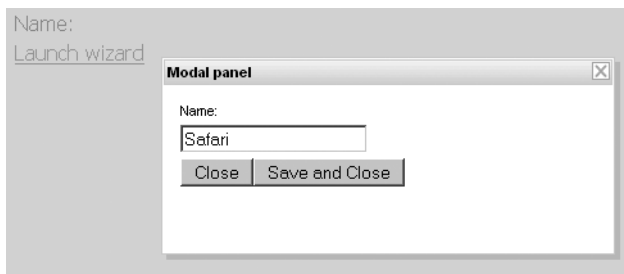 Name:
Launch wizard
Modal panel
Name:
Safari
Close Save and Close